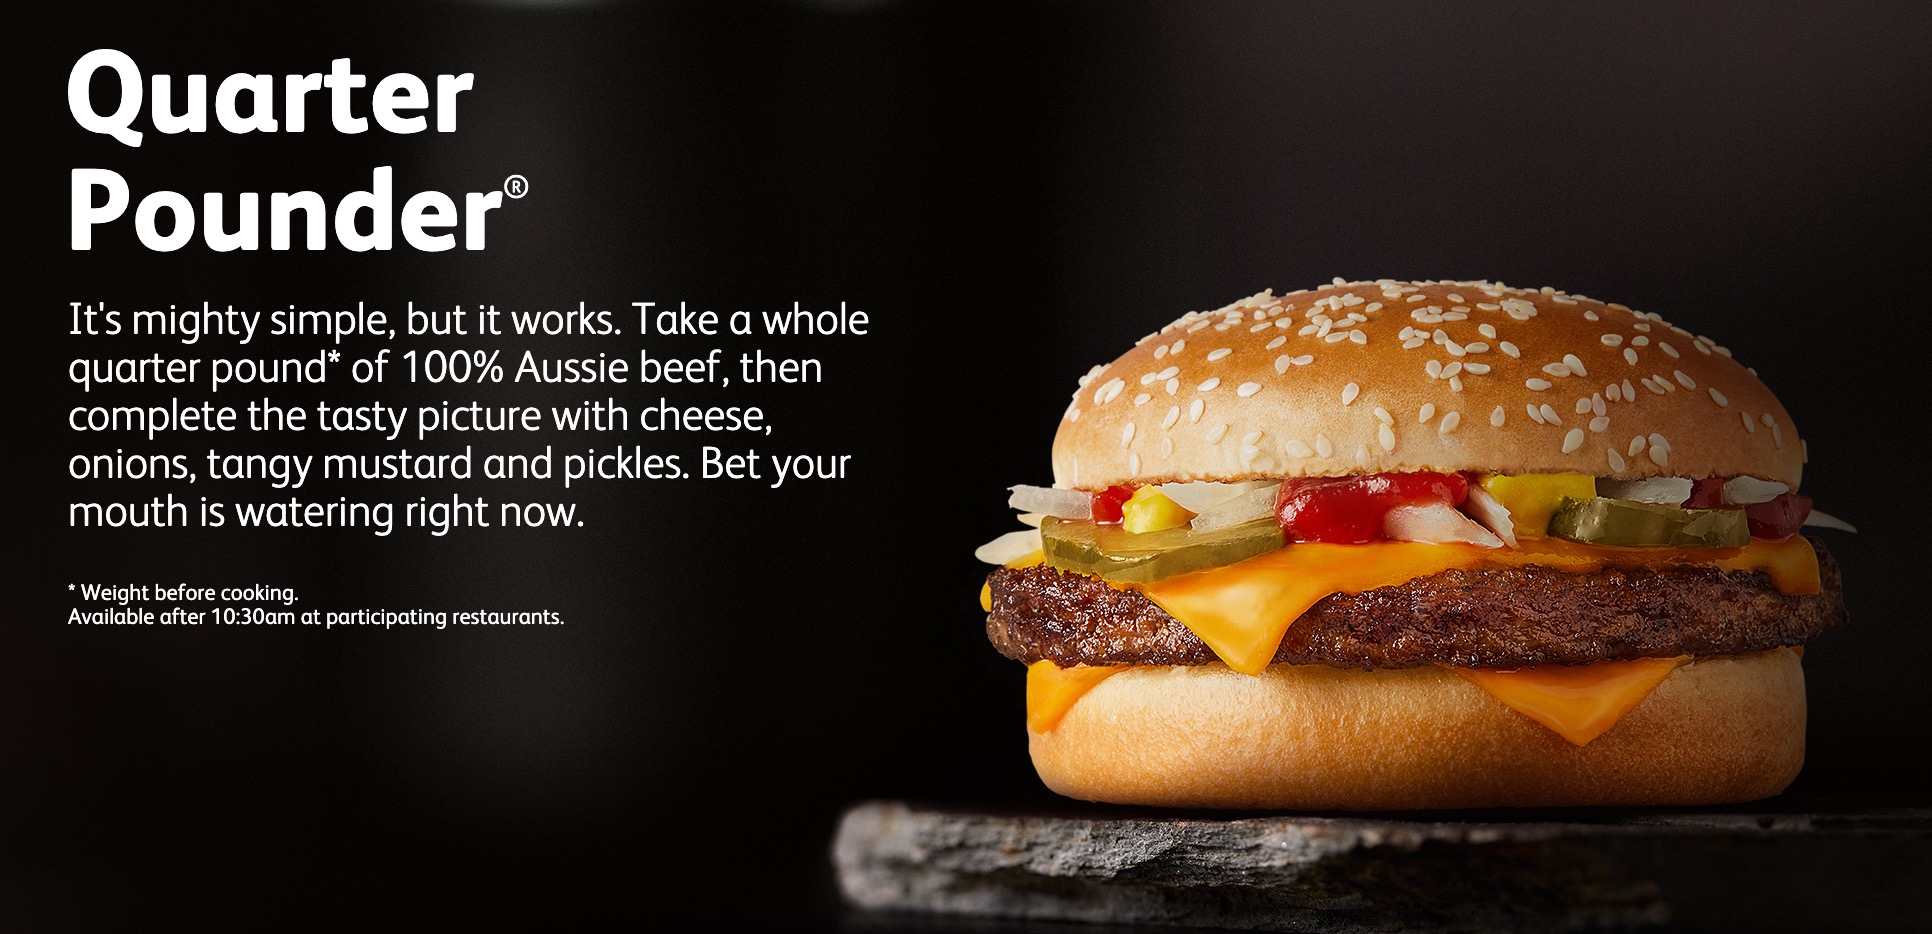 Quarter
Pounder®
It's mighty simple, but it works. Take a whole
quarter pound* of 100% Aussie beef, then
complete the tasty picture with cheese,
onions, tangy mustard and pickles. Bet your
mouth is watering right now.
* Weight before cooking.
Available after 10:30am at participating restaurants.